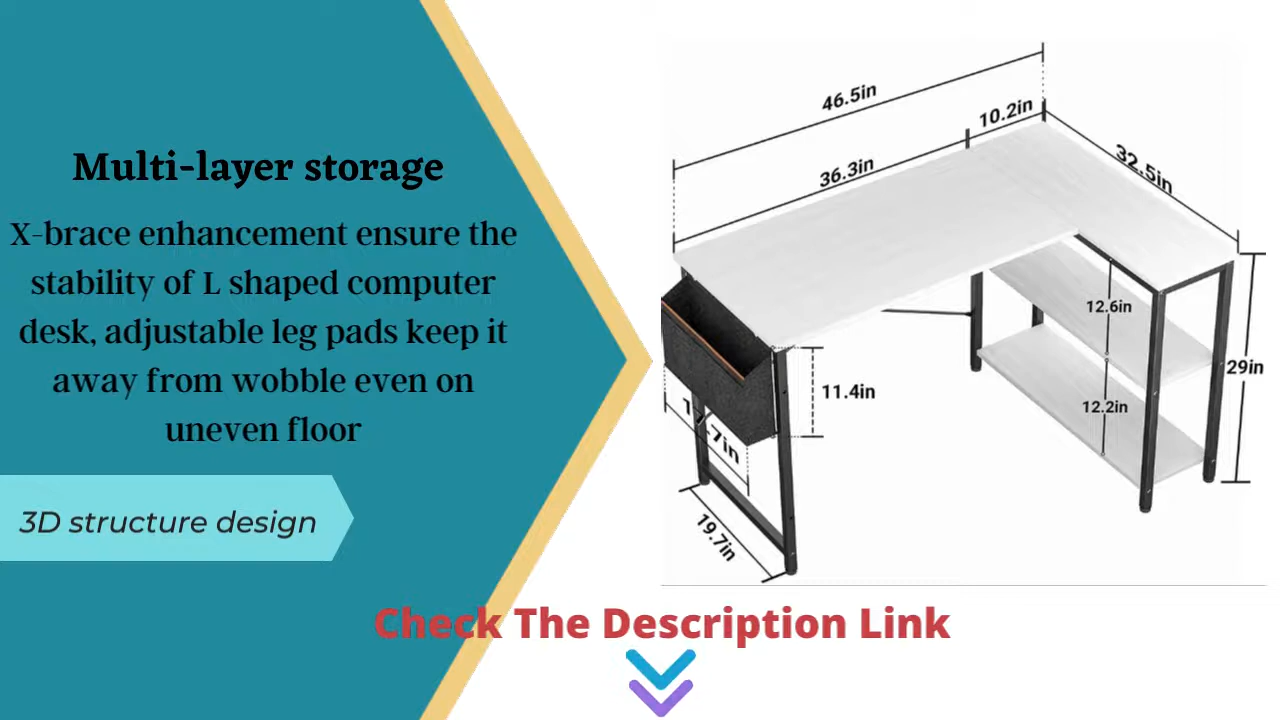 Multi-layer storage
X-brace enhancement ensure the
stability of L shaped computer
desk, adjustable leg pads keep it
away from wobble even on
uneven floor
3D structure design
46.5in
10.2in
36.3in
32.5in
12.6in
29in
11.4in
12.2in
17.7in
19.7in
Check The Description Link